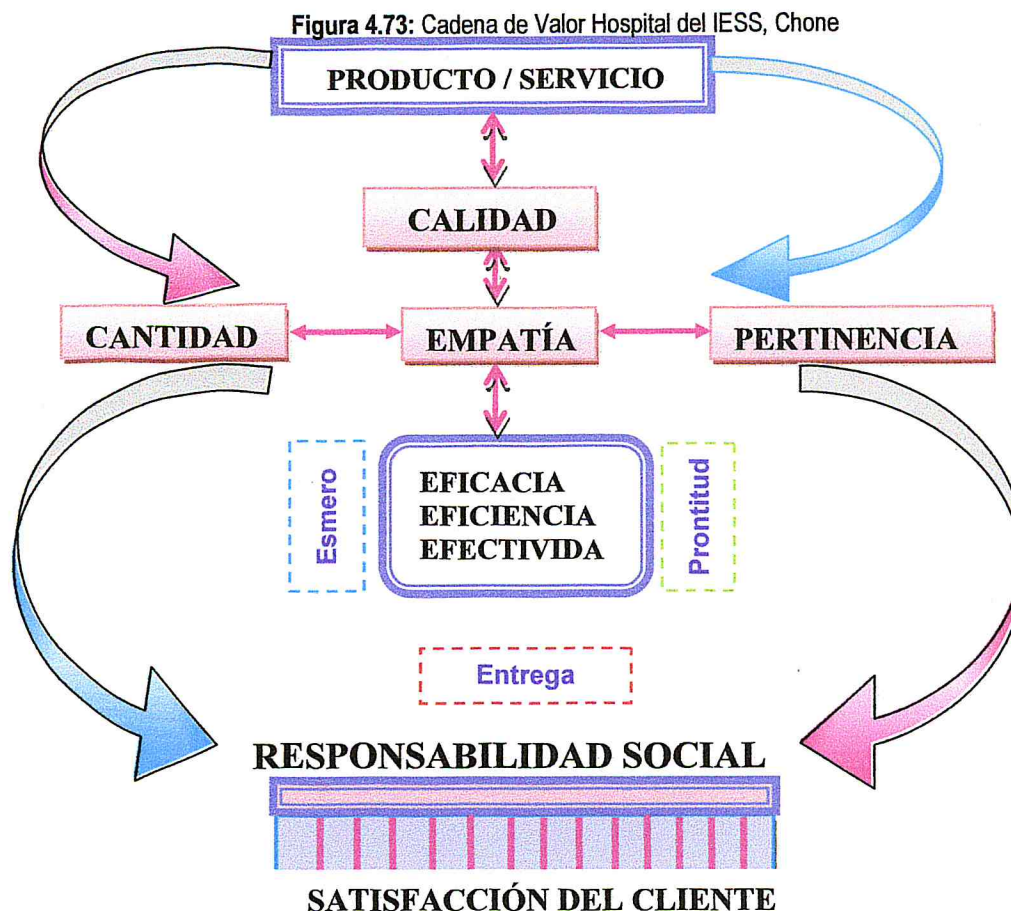 Figura 4.73: Cadena de Valor Hospital del IESS, Chone
PRODUCTO / SERVICIO
CALIDAD
CANTIDAD
EMPATÍA
PERTINENCIA
Esmero
EFICACIA
EFICIENCIA
EFECTIVIDA
Prontitud
Entrega
RESPONSABILIDAD SOCIAL
SATISFACCIÓN DEL CLIENTE